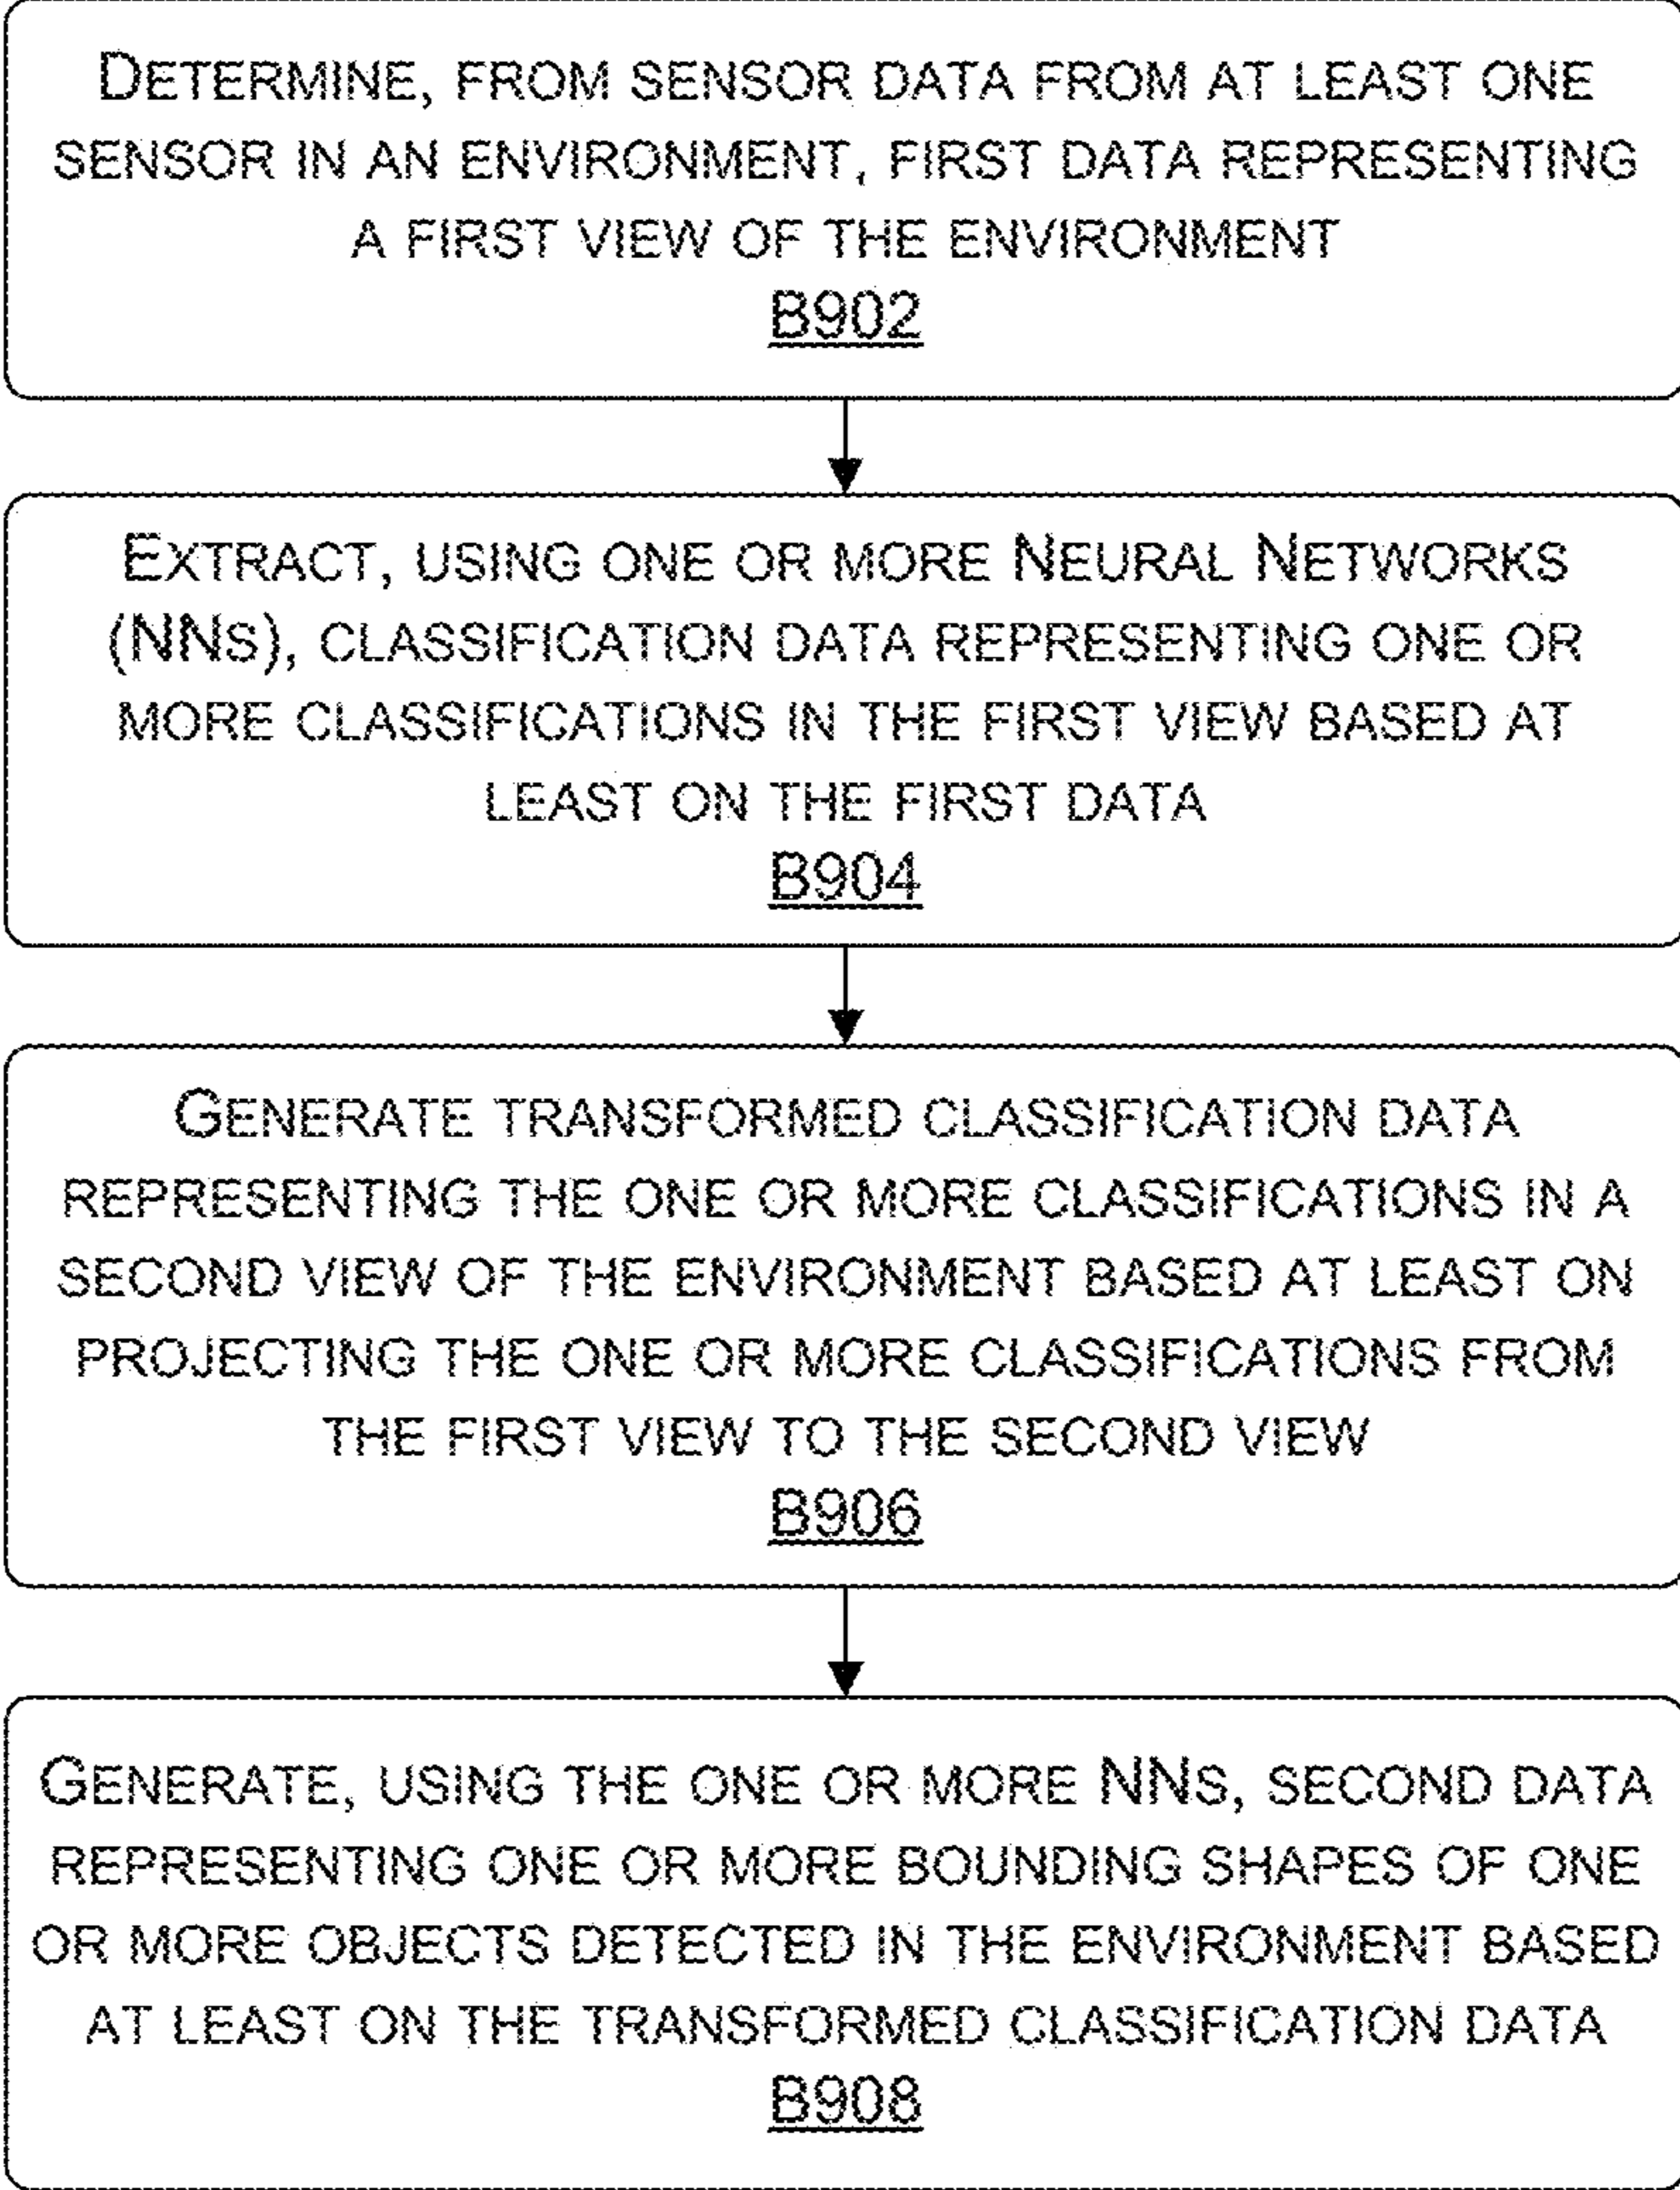 DETERMINE, FROM SENSOR DATA FROM AT LEAST ONE
SENSOR IN AN ENVIRONMENT, FIRST DATA REPRESENTING
A FIRST VIEW OF THE ENVIRONMENT
B902
EXTRACT, USING ONE OR MORE NEURAL NETWORKS
(NNS), CLASSIFICATION DATA REPRESENTING ONE OR
MORE CLASSIFICATIONS IN THE FIRST VIEW BASED AT
LEAST ON THE FIRST DATA
B904
GENERATE TRANSFORMED CLASSIFICATION DATA
REPRESENTING THE ONE OR MORE CLASSIFICATIONS IN A
SECOND VIEW OF THE ENVIRONMENT BASED AT LEAST ON
PROJECTING THE ONE OR MORE CLASSIFICATIONS FROM
THE FIRST VIEW TO THE SECOND VIEW
B906
GENERATE, USING THE ONE OR MORE NNS, SECOND DATA
REPRESENTING ONE OR MORE BOUNDING SHAPES OF ONE
OR MORE OBJECTS DETECTED IN THE ENVIRONMENT BASED
AT LEAST ON THE TRANSFORMED CLASSIFICATION DATA
B908